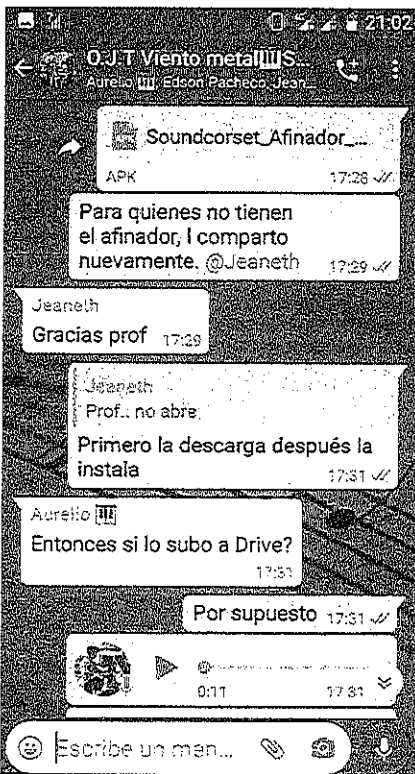 21:02
O.J.T Viento metal🎹S...
Aurelio 🎹, Edson Pacheco, Jean...
Soundcorset_Afinador_...
APK 17:28
Para quienes no tienen
el afinador, l comparto
nuevamente. @Jeaneth 17:29
Jeaneth
Gracias prof 17:29
Jeaneth
Prof.. no abre
Primero la descarga después la
instala 17:31
Aurelio 🎹
Entonces si lo subo a Drive?
17:31
Por supuesto 17:31
0:11 17:31
Escribe un men...